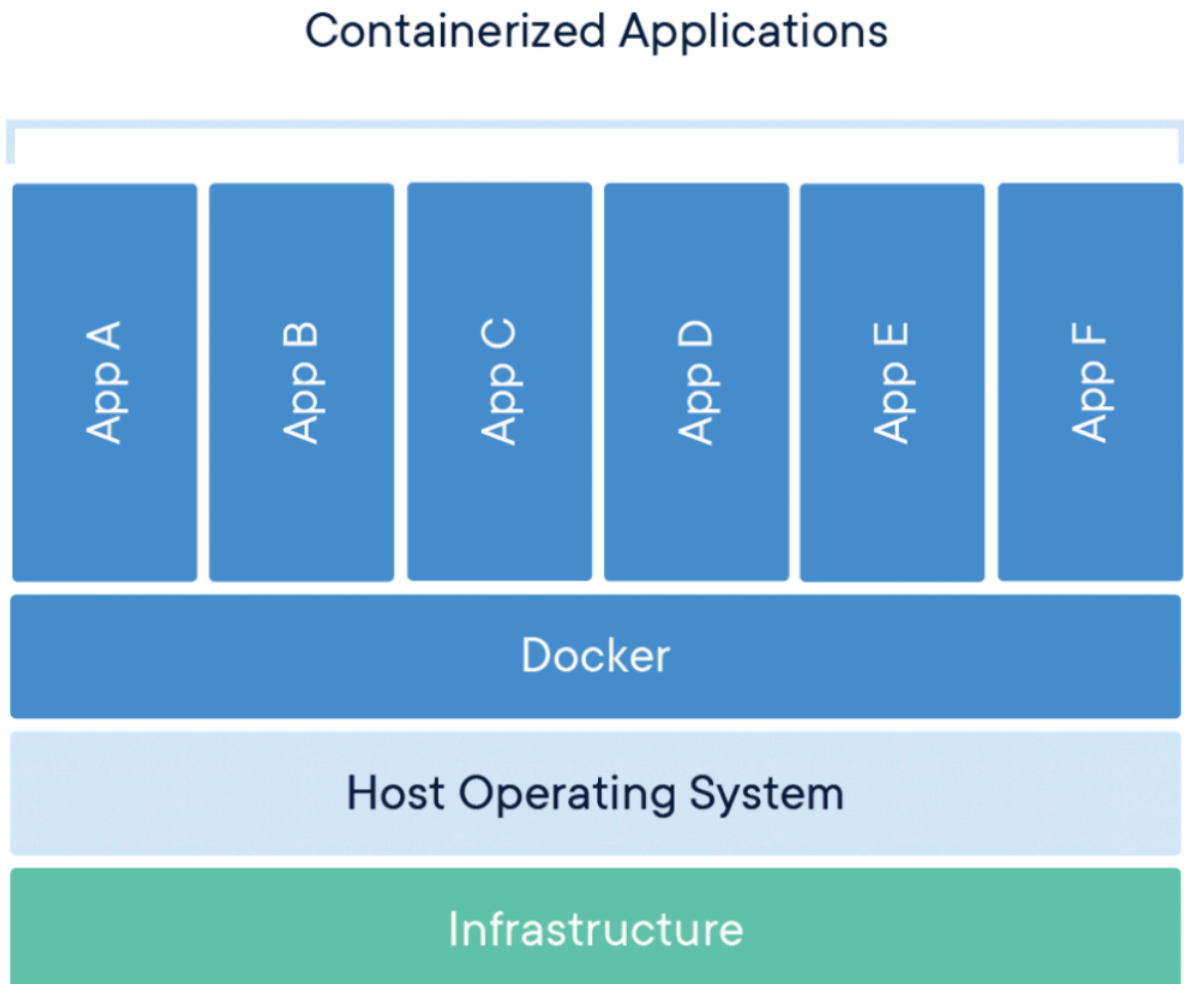 Containerized Applications
App A
App B
App C
App D
App E
App F
Docker
Host Operating System
Infrastructure